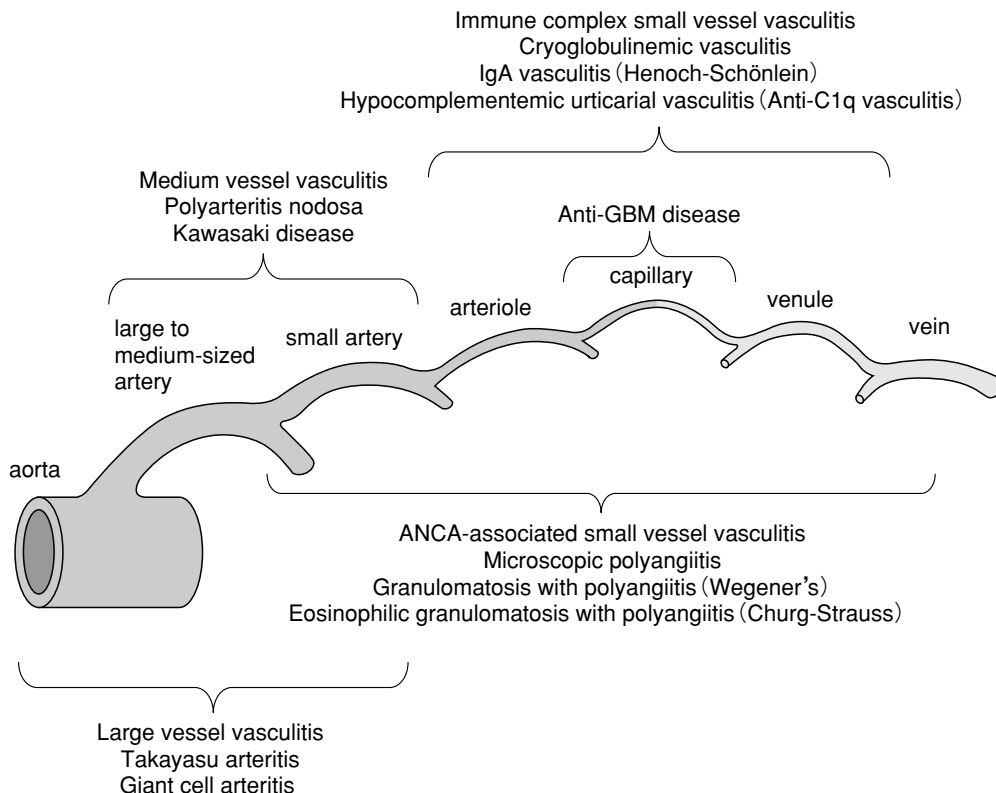 Immune complex small vessel vasculitis
Cryoglobulinemic vasculitis
IgA vasculitis (Henoch-Schönlein)
Hypocomplementemic urticarial vasculitis (Anti-C1q vasculitis)
Medium vessel vasculitis
Polyarteritis nodosa
Kawasaki disease
Anti-GBM disease
capillary
large to
medium-sized
artery
small artery
arteriole
venule
vein
aorta
ANCA-associated small vessel vasculitis
Microscopic polyangiitis
Granulomatosis with polyangiitis (Wegener's)
Eosinophilic granulomatosis with polyangiitis (Churg-Strauss)
Large vessel vasculitis
Takayasu arteritis
Giant cell arteritis